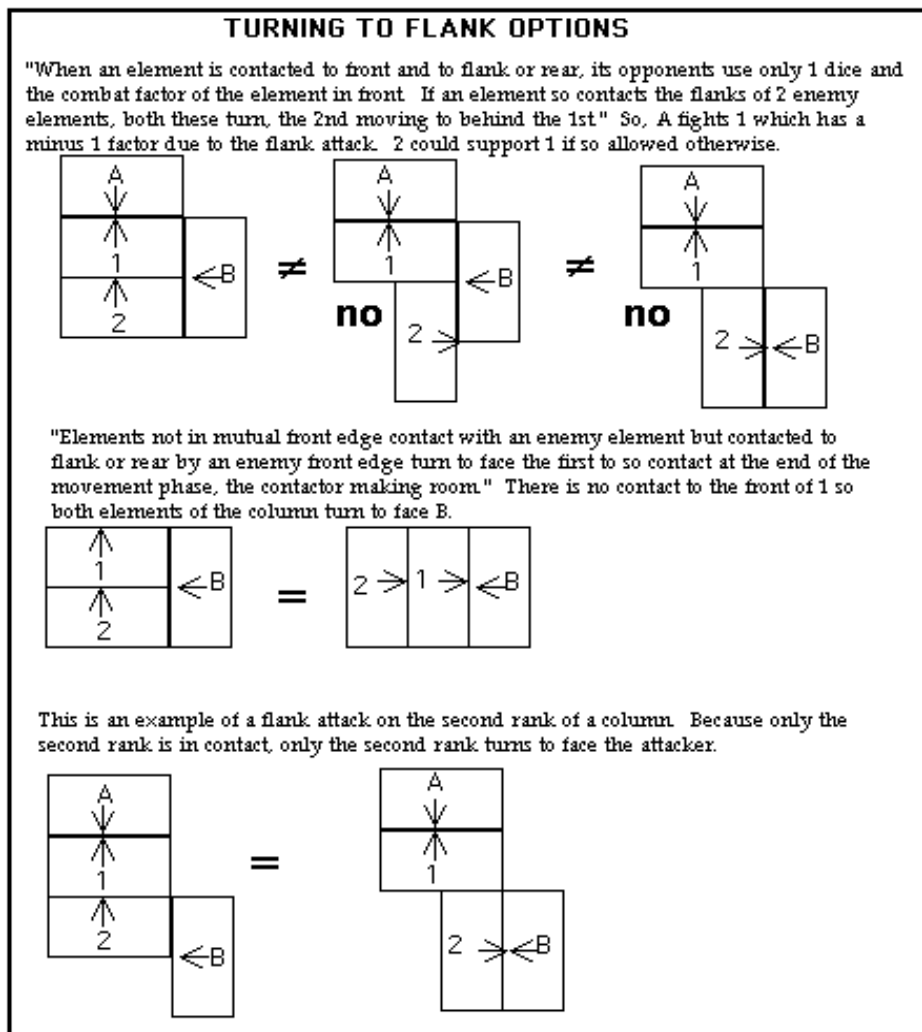 TURNING TO FLANK OPTIONS
"When an element is contacted to front and to flank or rear, its opponents use only 1 dice and
the combat factor of the element in front.  If an element so contacts the flanks of 2 enemy
elements, both these turn, the 2nd moving to behind the 1st."  So, A fights 1 which has a
minus 1 factor due to the flank attack.  2 could support 1 if so allowed otherwise.
A A A
1 B ≠ 1 B ≠ 1
2 no 2 no 2 B
"Elements not in mutual front edge contact with an enemy element but contacted to
flank or rear by an enemy front edge turn to face the first to so contact at the end of the
movement phase, the contactor making room."  There is no contact to the front of 1 so
both elements of the column turn to face B.
1 B = 2 1 B
2
This is an example of a flank attack on the second rank of a column.  Because only the
second rank is in contact, only the second rank turns to face the attacker.
A A
1 = 1
2 B 2 B